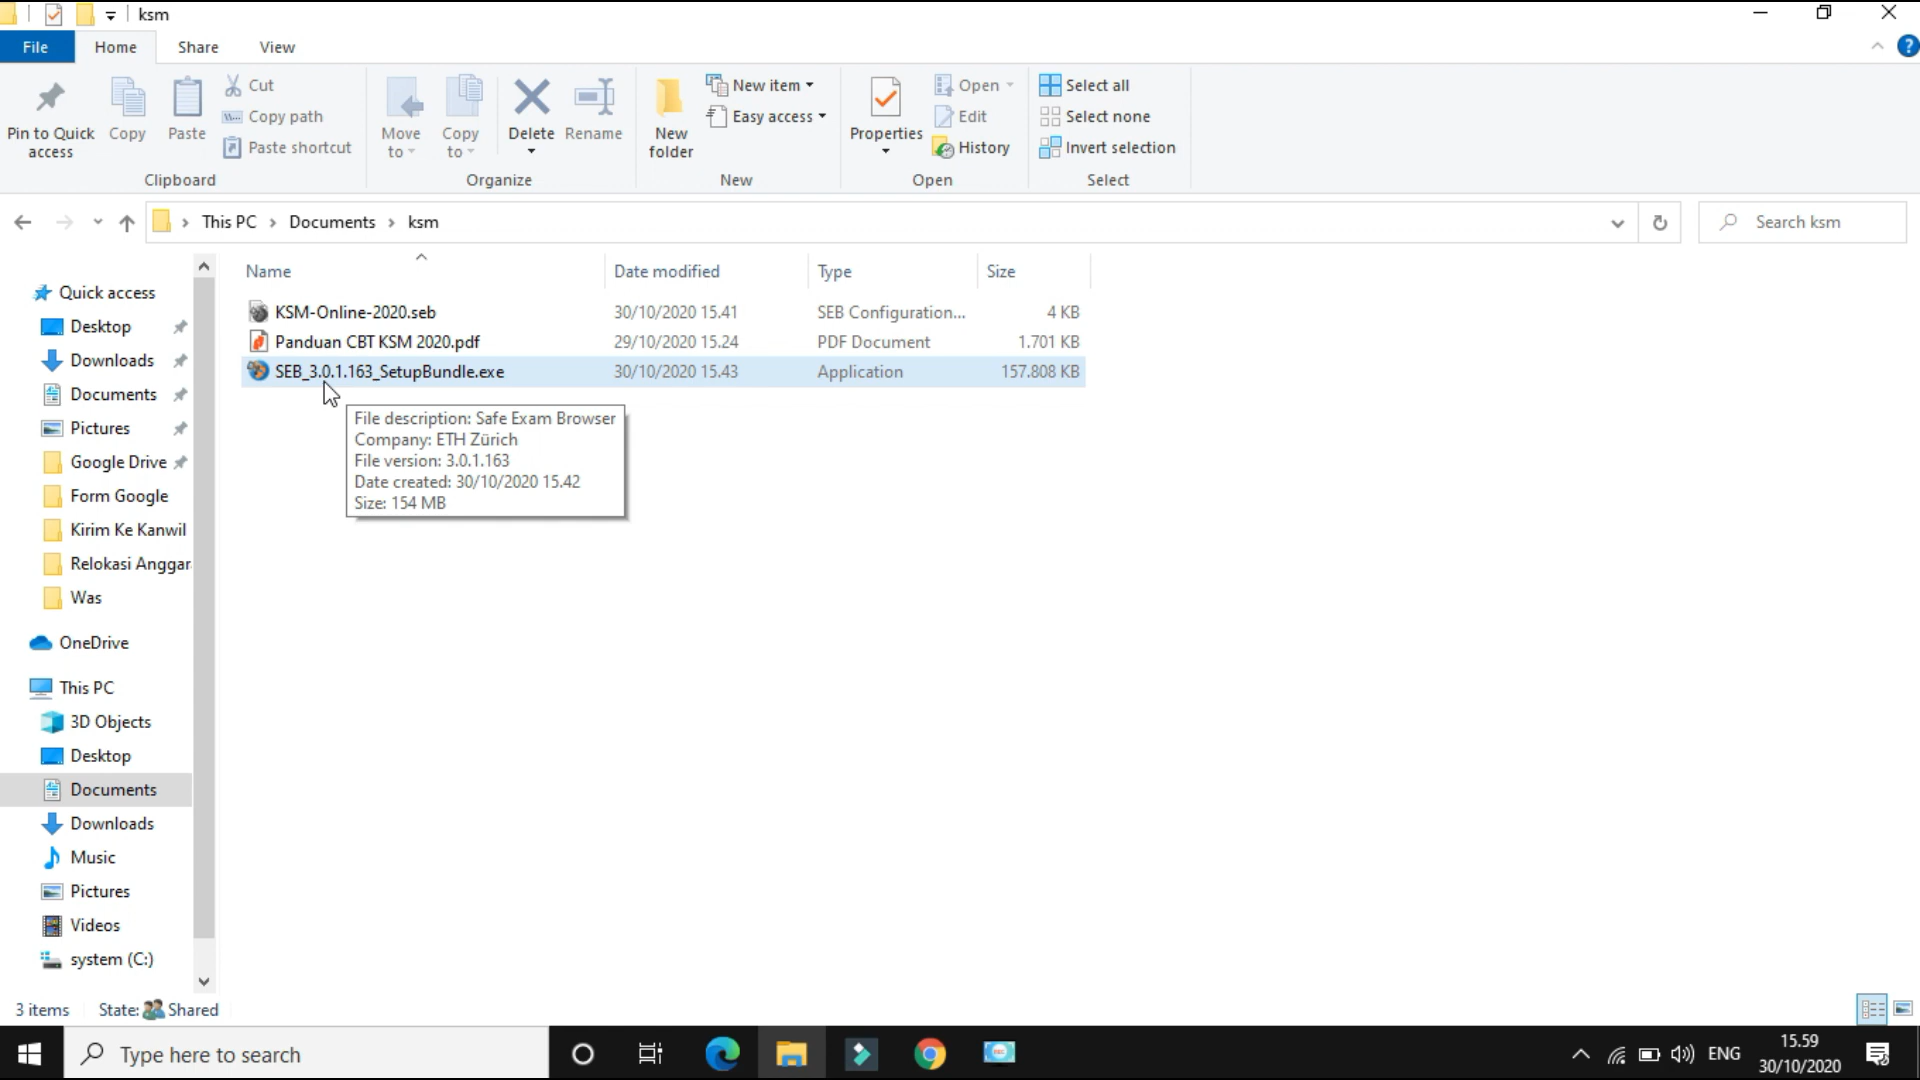 ksm
File Home Share View
Pin to Quick access
Copy
Paste
Cut
Copy path
Paste shortcut
Clipboard
Move to
Copy to
Delete
Rename
Organize
New folder
New item
Easy access
New
Properties
Open
Edit
History
Open
Select all
Select none
Invert selection
Select
This PC Documents ksm
Search ksm
Name Date modified Type Size
KSM-Online-2020.seb 30/10/2020 15.41 SEB Configuration... 4 KB
Panduan CBT KSM 2020.pdf 29/10/2020 15.24 PDF Document 1.701 KB
SEB_3.0.1.163_SetupBundle.exe 30/10/2020 15.43 Application 157.808 KB
File description: Safe Exam Browser
Company: ETH Zürich
File version: 3.0.1.163
Date created: 30/10/2020 15.42
Size: 154 MB
Quick access
Desktop
Downloads
Documents
Pictures
Google Drive
Form Google
Kirim Ke Kanwil
Relokasi Anggar
Was
OneDrive
This PC
3D Objects
Desktop
Documents
Downloads
Music
Pictures
Videos
system (C:)
3 items State: Shared
Type here to search
ENG
15.59
30/10/2020